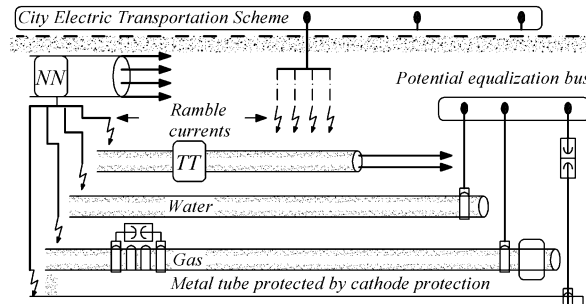 City Electric Transportation Scheme
NN
Potential equalization bus
Ramble
currents
TT
Water
Gas
Metal tube protected by cathode protection